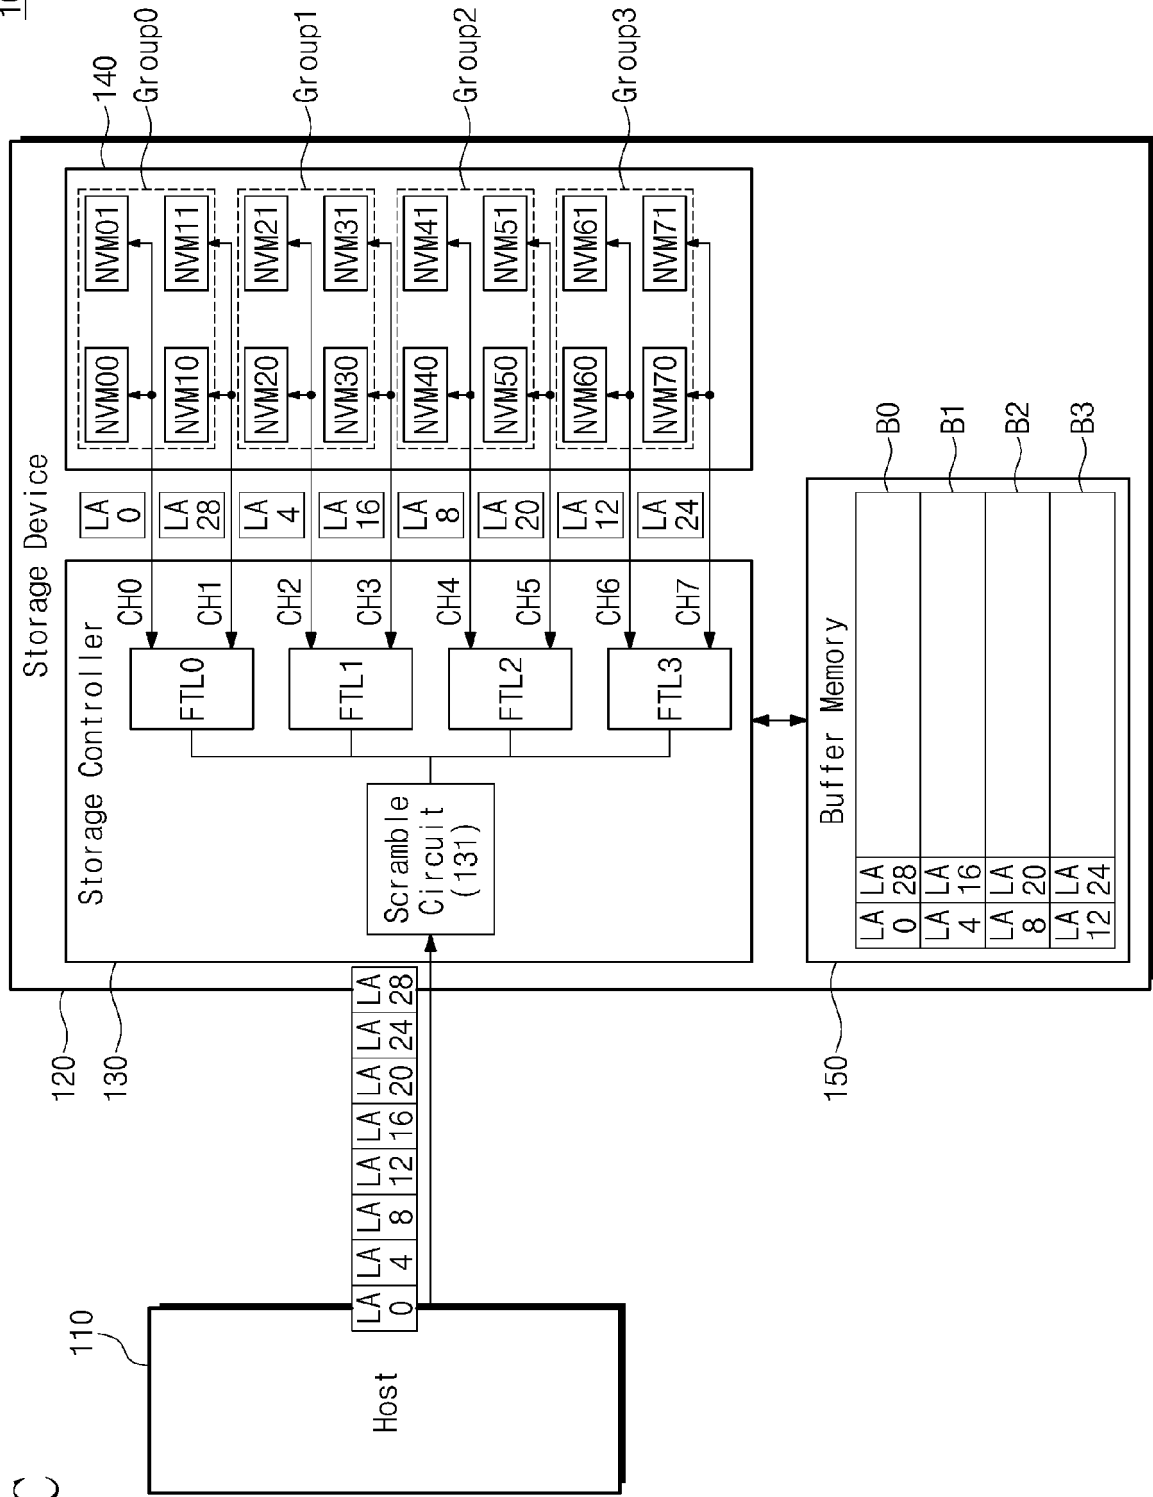 Storage Device
120
130
Storage Controller
140
Group0
CH0
LA
0
NVM00
NVM01
FTL0
CH1
LA
28
NVM10
NVM11
Group1
CH2
LA
4
NVM20
NVM21
FTL1
CH3
LA
16
NVM30
NVM31
110
Host
LA LA LA LA LA LA LA LA
0 4 8 12 16 20 24 28
Scramble
Circuit
(131)
Group2
CH4
LA
8
NVM40
NVM41
FTL2
CH5
LA
20
NVM50
NVM51
Group3
CH6
LA
12
NVM60
NVM61
FTL3
CH7
LA
24
NVM70
NVM71
150
Buffer Memory
LA LA
0 28
B0
LA LA
4 16
B1
LA LA
8 20
B2
LA LA
12 24
B3